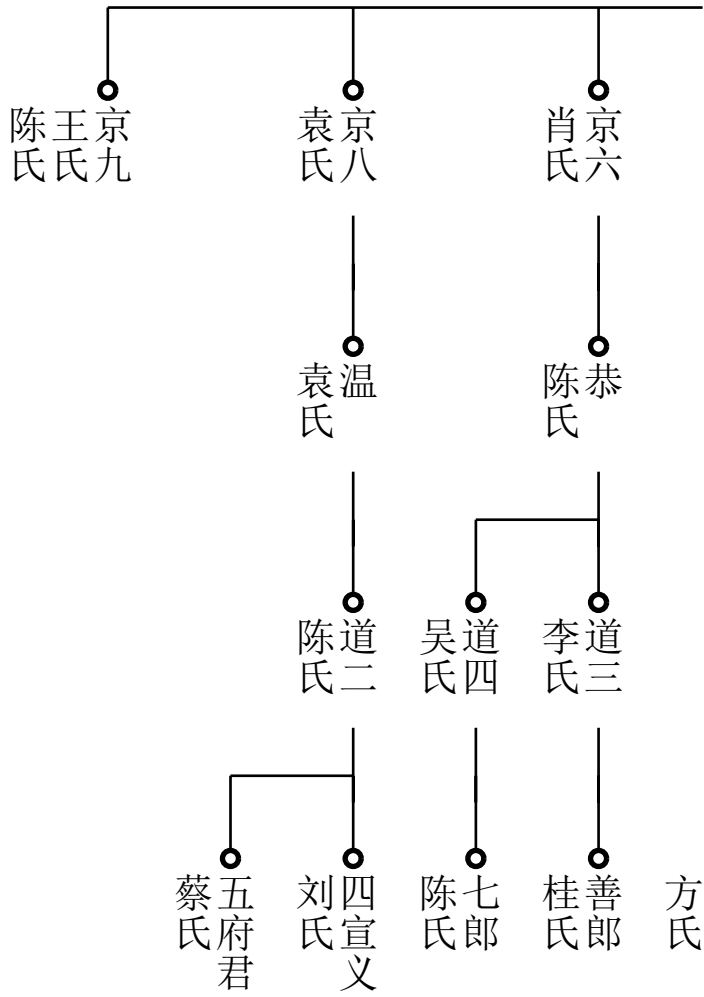 京六
肖氏
京八
袁氏
京九
王氏
陈氏
恭
陈氏
温
袁氏
道三
李氏
道四
吴氏
道二
陈氏
方氏
善郎
桂氏
七郎
陈氏
四宣义
刘氏
五府君
蔡氏